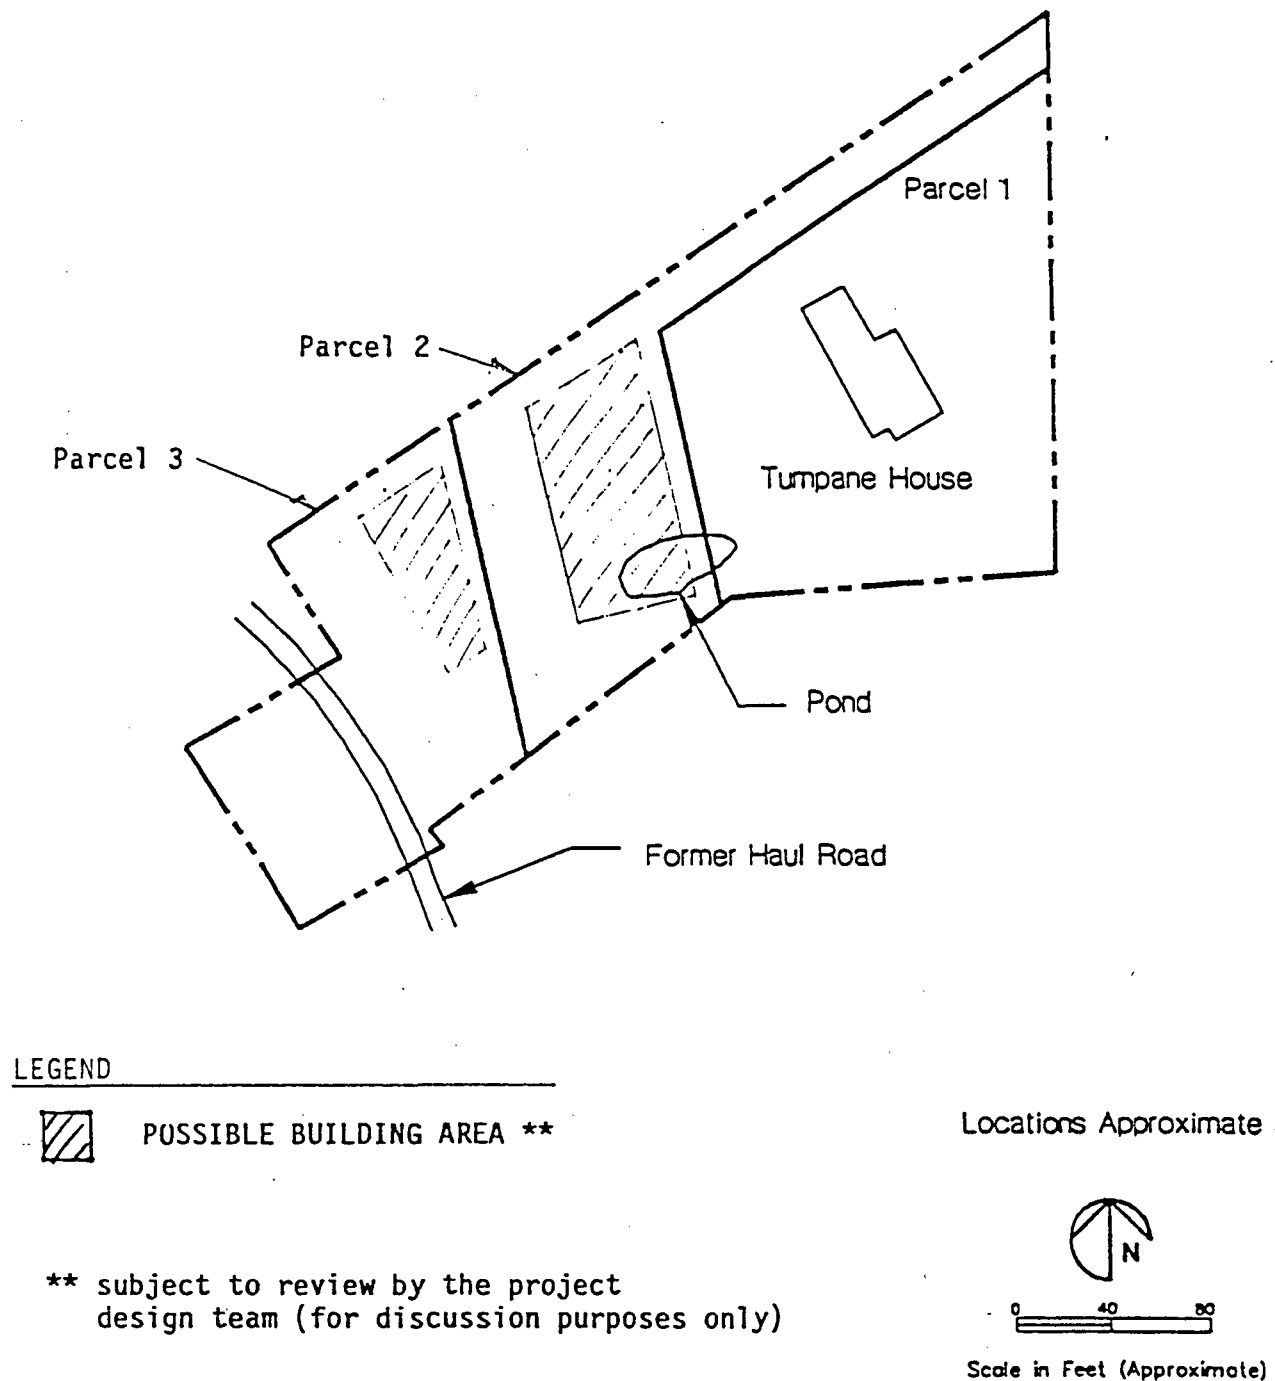 Parcel 1
Parcel 2
Parcel 3
Tumpane House
Pond
Former Haul Road
LEGEND
POSSIBLE BUILDING AREA **
Locations Approximate
N
** subject to review by the project
design team (for discussion purposes only)
0 40 80
Scale in Feet (Approximate)